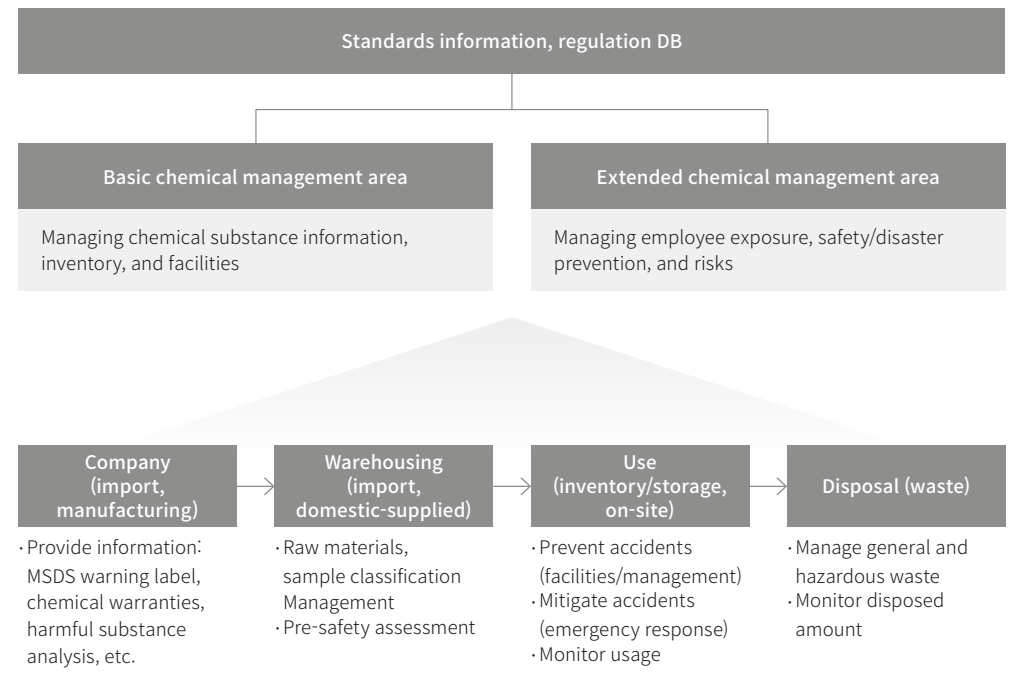 Standards information, regulation DB
Basic chemical management area
Managing chemical substance information,
inventory, and facilities
Extended chemical management area
Managing employee exposure, safety/disaster
prevention, and risks
Company
(import,
manufacturing)
· Provide information:
MSDS warning label,
chemical warranties,
harmful substance
analysis, etc.
Warehousing
(import,
domestic-supplied)
· Raw materials,
sample classification
Management
· Pre-safety assessment
Use
(inventory/storage,
on-site)
· Prevent accidents
(facilities/management)
· Mitigate accidents
(emergency response)
· Monitor usage
Disposal (waste)
· Manage general and
hazardous waste
· Monitor disposed
amount